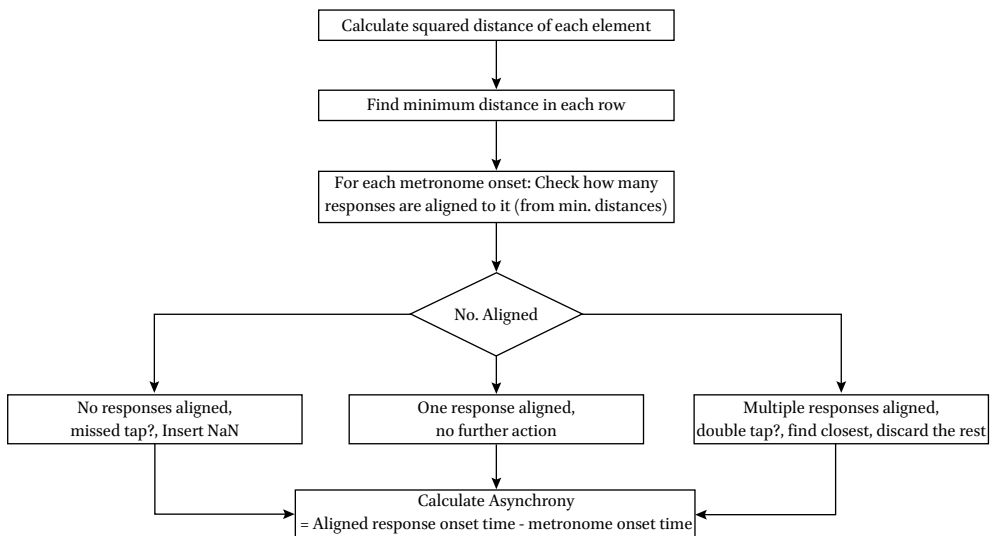 Calculate squared distance of each element
Find minimum distance in each row
For each metronome onset: Check how many
responses are aligned to it (from min. distances)
No. Aligned
No responses aligned,
missed tap?, Insert NaN
One response aligned,
no further action
Multiple responses aligned,
double tap?, find closest, discard the rest
Calculate Asynchrony
= Aligned response onset time - metronome onset time